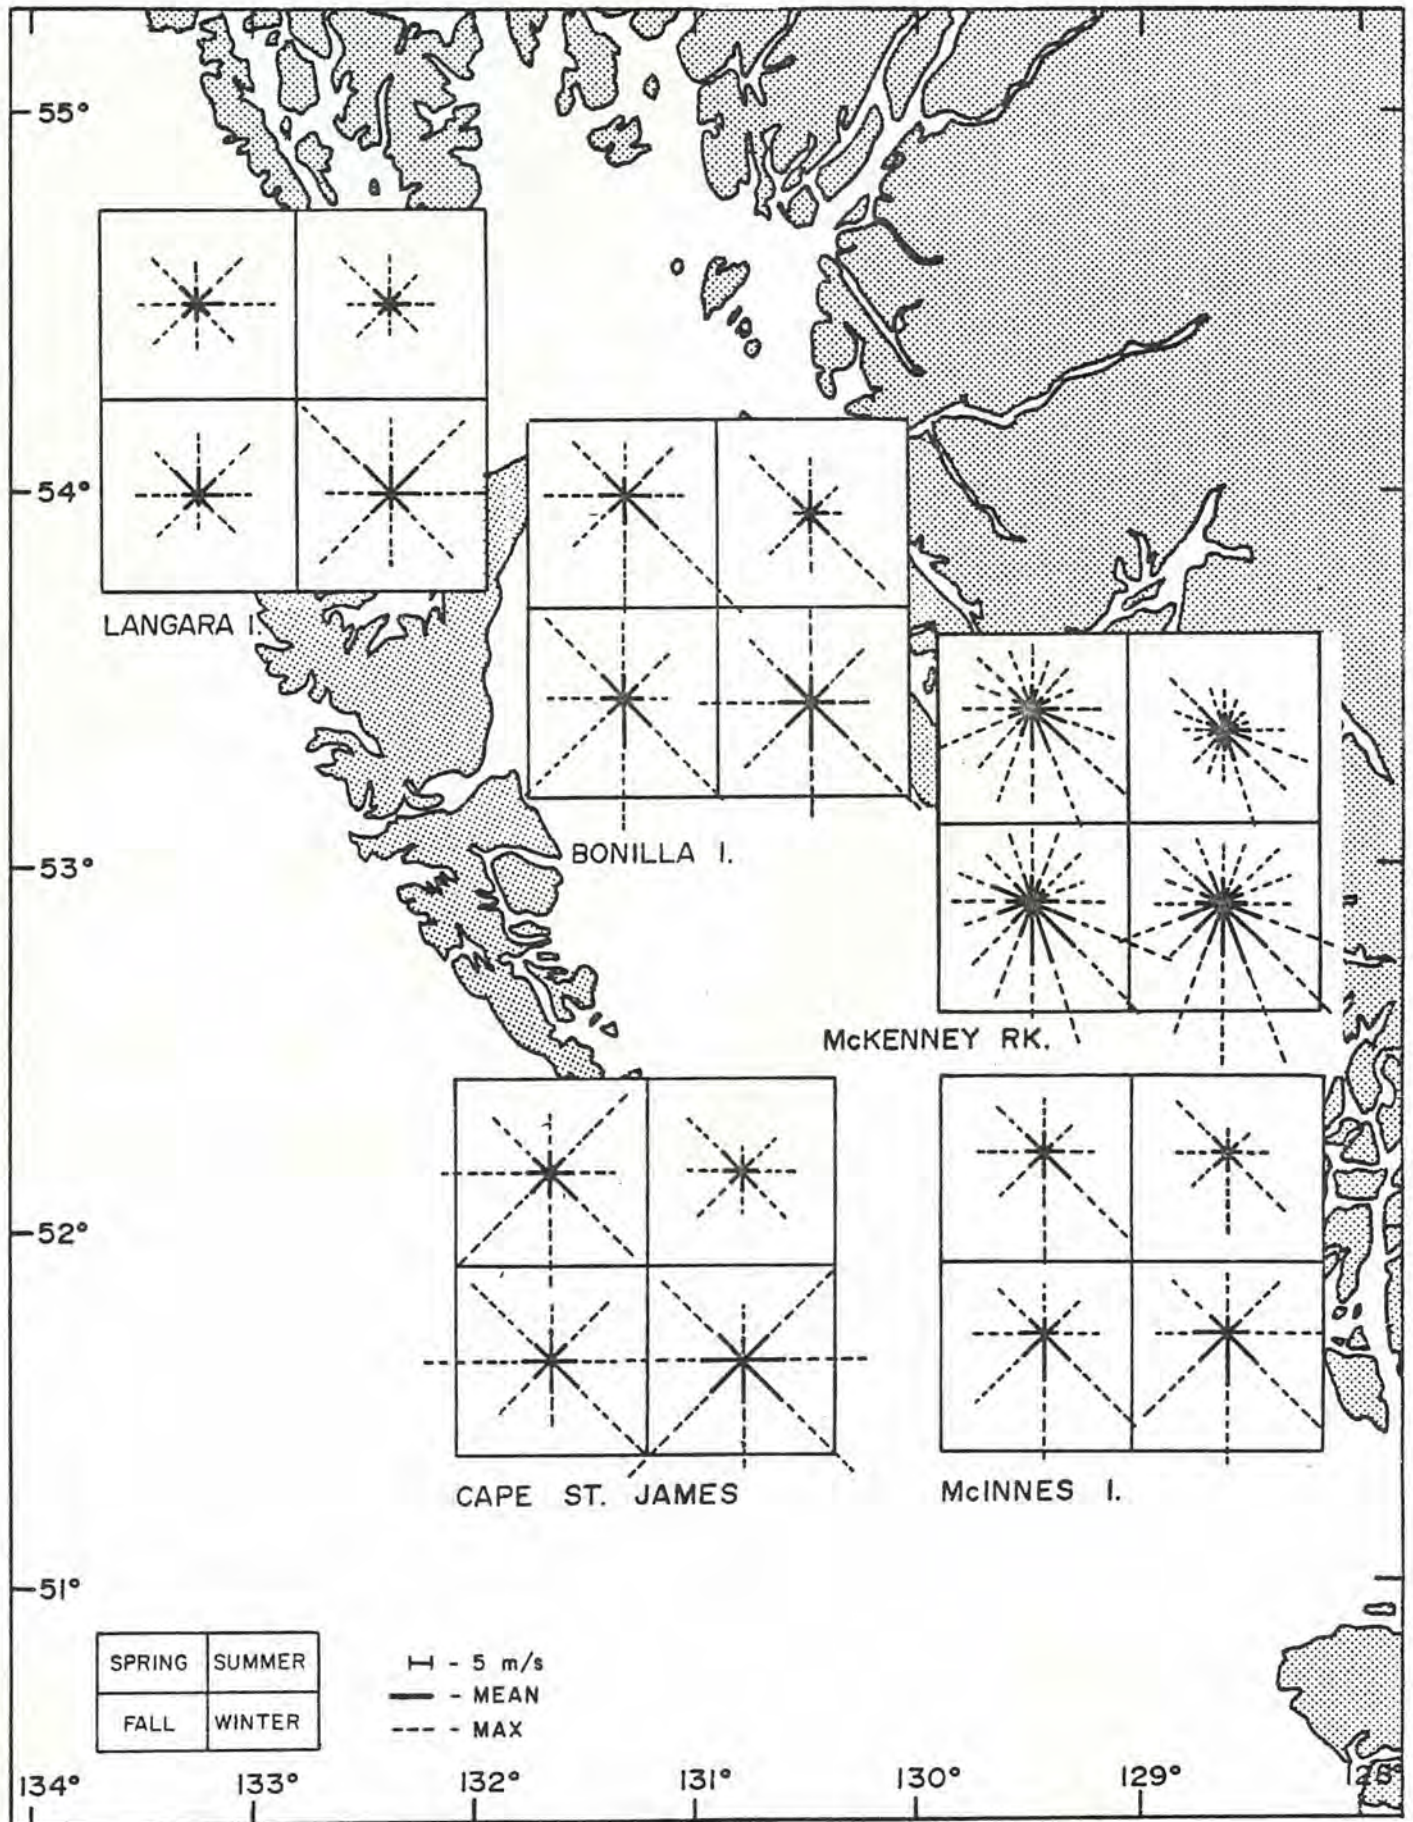 55°
54°
LANGARA I.
53°
BONILLA I.
McKENNEY RK.
52°
CAPE ST. JAMES
McINNES I.
51°
SPRING SUMMER
FALL WINTER
- 5 m/s
- MEAN
- MAX
134° 133° 132° 131° 130° 129° 128°